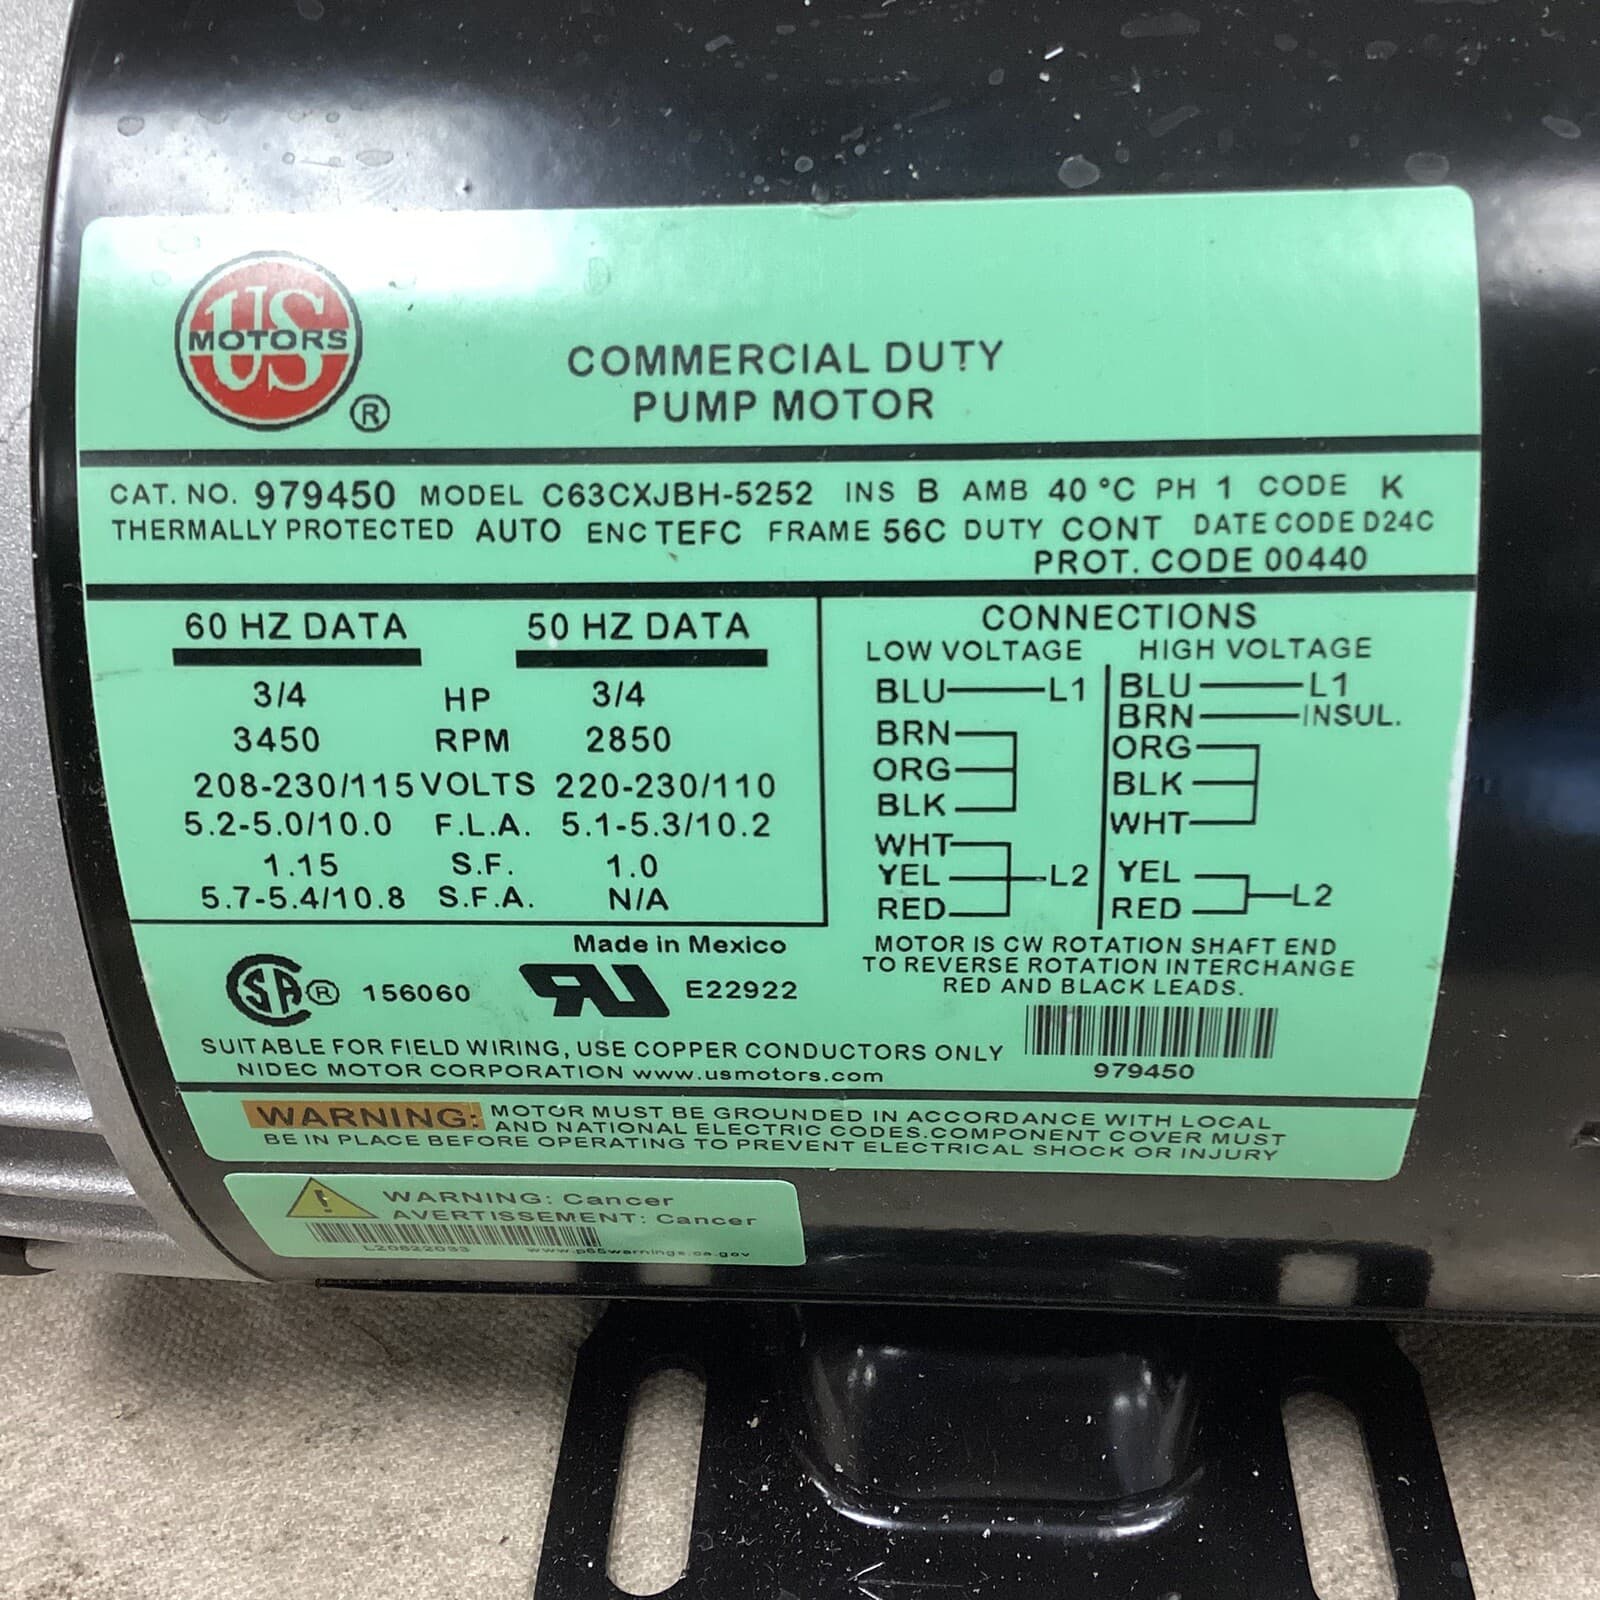 US
MOTORS
®
COMMERCIAL DUTY
PUMP MOTOR
CAT. NO. 979450 MODEL C63CXJBH-5252 INS B AMB 40 °C PH 1 CODE K
THERMALLY PROTECTED AUTO ENC TEFC FRAME 56C DUTY CONT DATE CODE D24C
PROT. CODE 00440
60 HZ DATA 50 HZ DATA
3/4 HP 3/4
3450 RPM 2850
208-230/115 VOLTS 220-230/110
5.2-5.0/10.0 F.L.A. 5.1-5.3/10.2
1.15 S.F. 1.0
5.7-5.4/10.8 S.F.A. N/A
CONNECTIONS
LOW VOLTAGE HIGH VOLTAGE
BLU L1 BLU L1
BRN BRN INSUL.
ORG ORG
BLK BLK
WHT WHT
YEL L2 YEL
RED RED L2
MOTOR IS CW ROTATION SHAFT END
TO REVERSE ROTATION INTERCHANGE
RED AND BLACK LEADS.
Made in Mexico
SA ® 156060 RU E22922
979450
SUITABLE FOR FIELD WIRING, USE COPPER CONDUCTORS ONLY
NIDEC MOTOR CORPORATION www.usmotors.com
WARNING: MOTOR MUST BE GROUNDED IN ACCORDANCE WITH LOCAL
AND NATIONAL ELECTRIC CODES. COMPONENT COVER MUST
BE IN PLACE BEFORE OPERATING TO PREVENT ELECTRICAL SHOCK OR INJURY
WARNING: Cancer
AVERTISSEMENT: Cancer
www.p65warnings.ca.gov